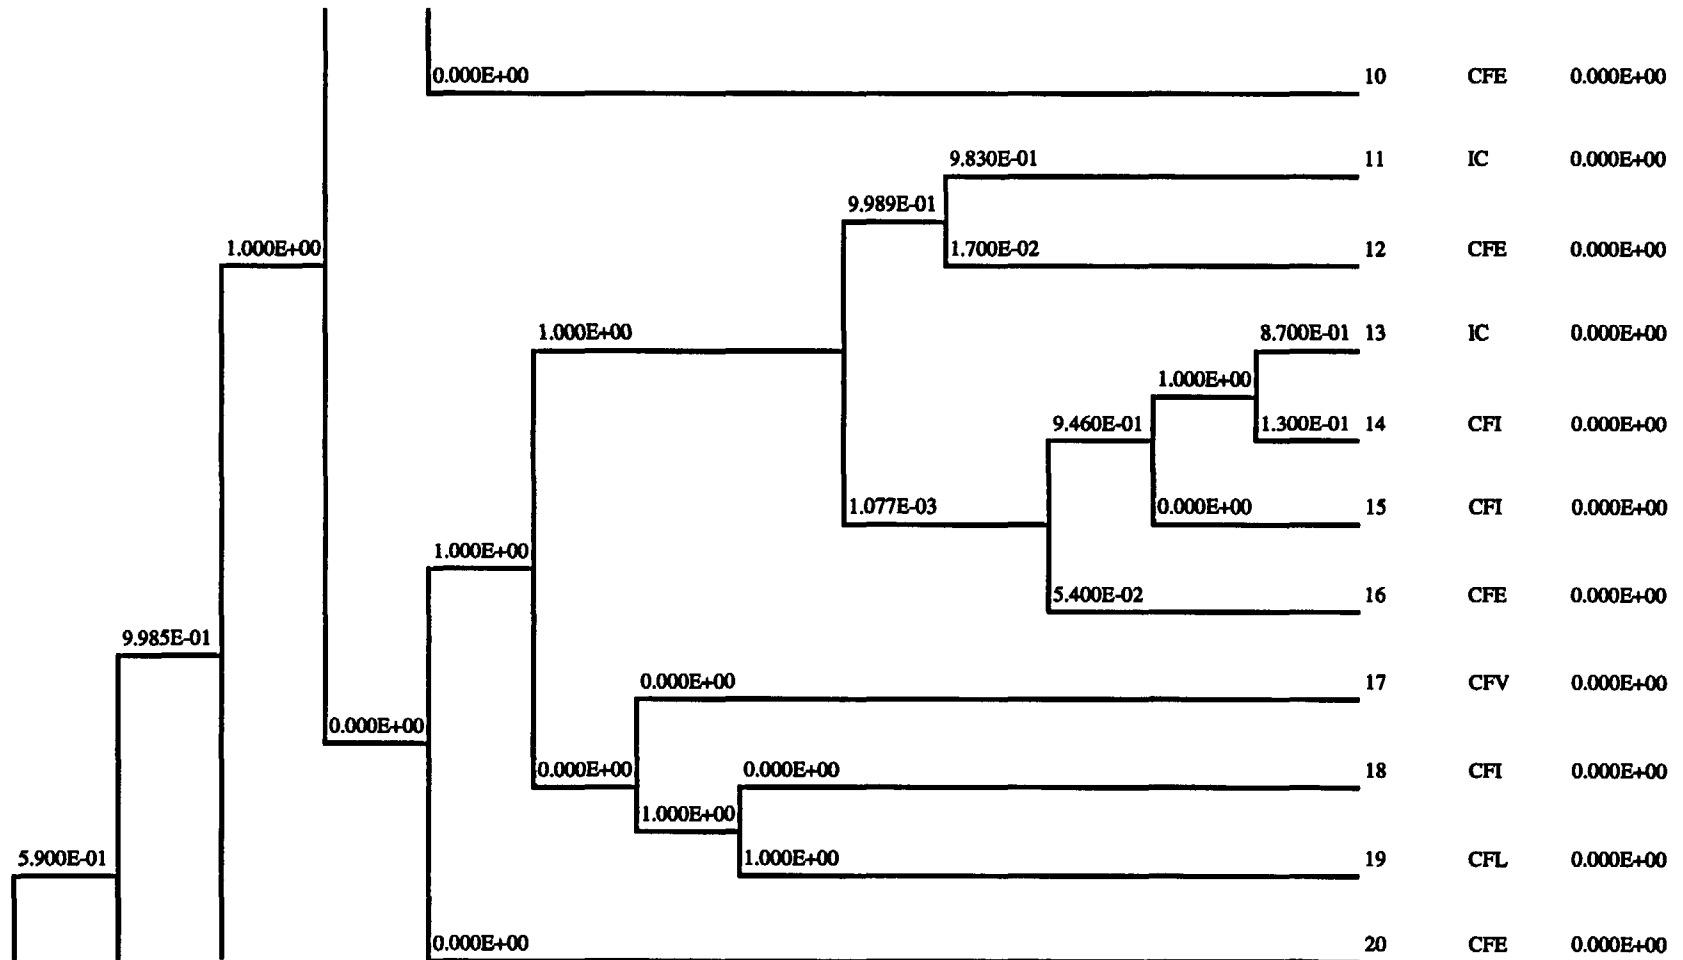 0.000E+00 10 CFE 0.000E+00
9.830E-01 11 IC 0.000E+00
9.989E-01
1.000E+00 1.700E-02 12 CFE 0.000E+00
1.000E+00 8.700E-01 13 IC 0.000E+00
1.000E+00
9.460E-01 1.300E-01 14 CFI 0.000E+00
1.077E-03 0.000E+00 15 CFI 0.000E+00
1.000E+00
5.400E-02 16 CFE 0.000E+00
9.985E-01
0.000E+00 17 CFV 0.000E+00
0.000E+00
0.000E+00 0.000E+00 18 CFI 0.000E+00
1.000E+00
5.900E-01 1.000E+00 19 CFL 0.000E+00
0.000E+00 20 CFE 0.000E+00